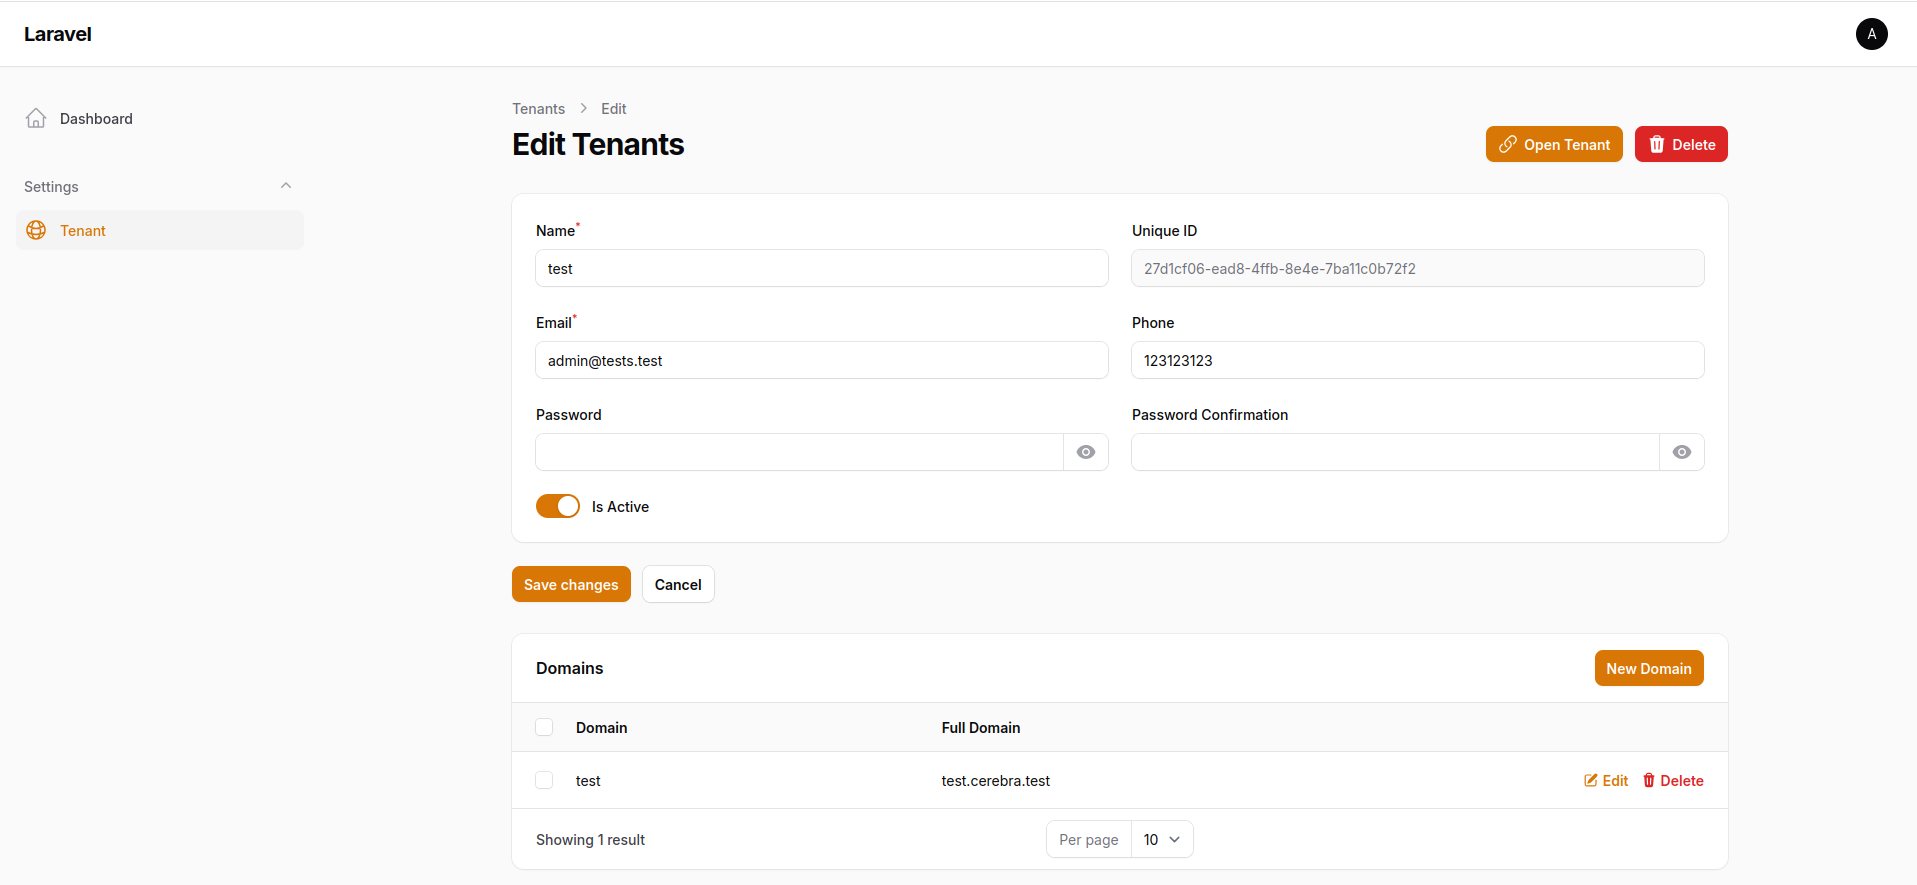 Laravel
A
Dashboard
Settings
Tenant
Tenants > Edit
Edit Tenants
Open Tenant
Delete
Name*
test
Unique ID
27d1cf06-ead8-4ffb-8e4e-7ba11c0b72f2
Email*
admin@tests.test
Phone
123123123
Password
Password Confirmation
Is Active
Save changes
Cancel
Domains
New Domain
Domain Full Domain
test test.cerebra.test Edit Delete
Showing 1 result
Per page 10